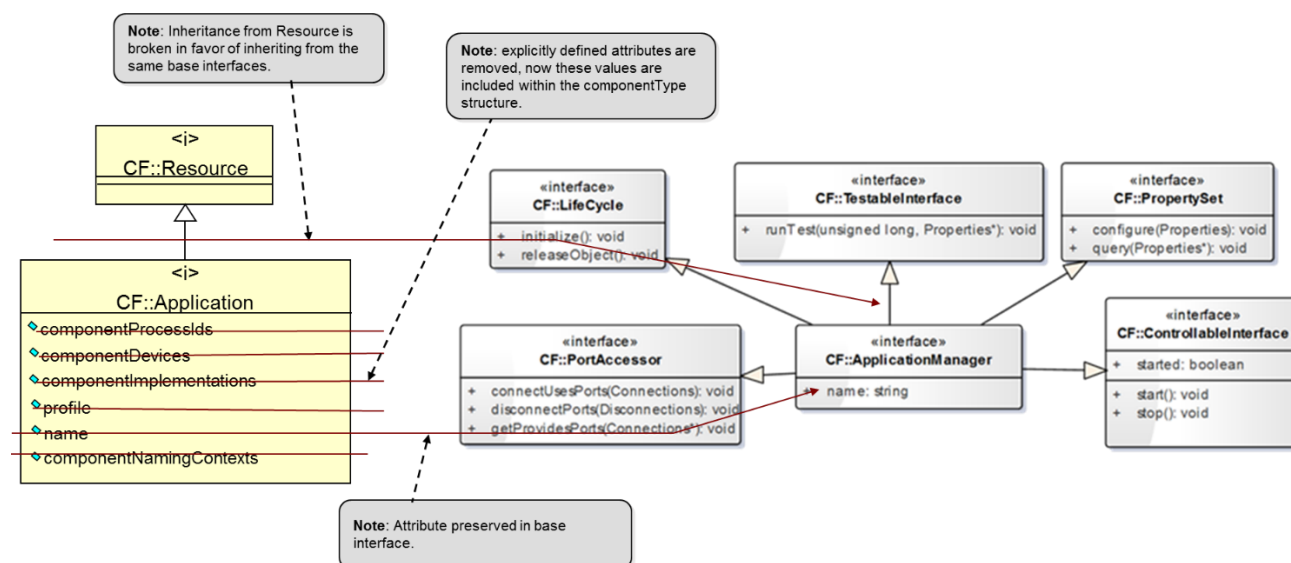 Note: Inheritance from Resource is
broken in favor of inheriting from the
same base interfaces.
Note: explicitly defined attributes are
removed, now these values are
included within the componentType
structure.
<i>
CF::Resource
<i>
CF::Application
componentProcessIds
componentDevices
componentImplementations
profile
name
componentNamingContexts
«interface»
CF::LifeCycle
+ initialize(): void
+ releaseObject(): void
«interface»
CF::TestableInterface
+ runTest(unsigned long, Properties*): void
«interface»
CF::PropertySet
+ configure(Properties): void
+ query(Properties*): void
«interface»
CF::PortAccessor
+ connectUsesPorts(Connections): void
+ disconnectPorts(Disconnections): void
+ getProvidesPorts(Connections*): void
«interface»
CF::ApplicationManager
+ name: string
«interface»
CF::ControllableInterface
+ started: boolean
+ start(): void
+ stop(): void
Note: Attribute preserved in base
interface.